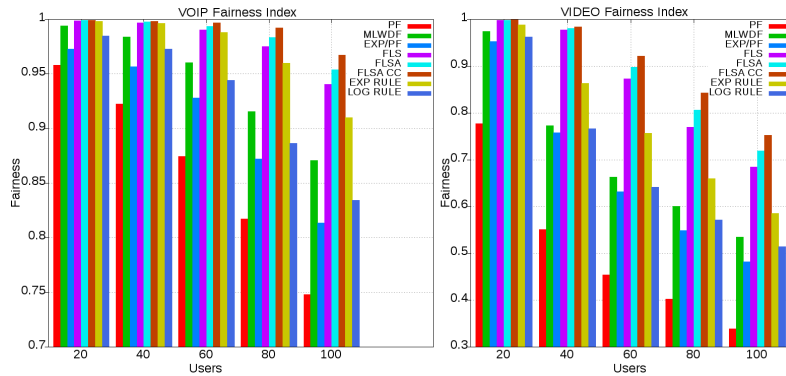 VOIP Fairness Index
1
0.95
0.9
0.85
0.8
0.75
0.7
Fairness
20 40 60 80 100
Users
PF
MLWDF
EXP/PF
FLS
FLSA
FLSA CC
EXP RULE
LOG RULE
VIDEO Fairness Index
1
0.9
0.8
0.7
0.6
0.5
0.4
0.3
Fairness
20 40 60 80 100
Users
PF
MLWDF
EXP/PF
FLS
FLSA
FLSA CC
EXP RULE
LOG RULE